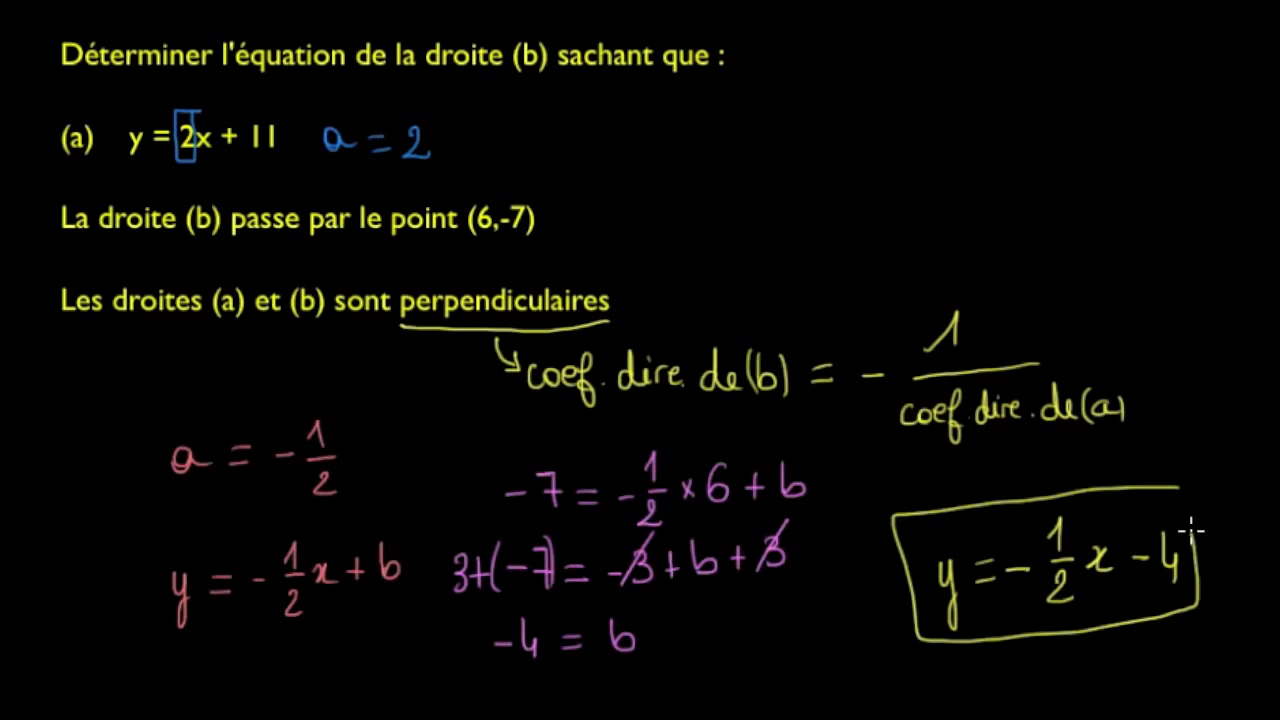 Déterminer l'équation de la droite (b) sachant que :
(a) y = 2x + 11 a = 2
La droite (b) passe par le point (6,-7)
Les droites (a) et (b) sont perpendiculaires
coef. dire. de(b) = - 1/coef. dire. de(a)
a = - 1/2
y = - 1/2 x + b
-7 = - 1/2 × 6 + b
3+(-7) = -3 + b + 3
-4 = b
y = - 1/2 x - 4